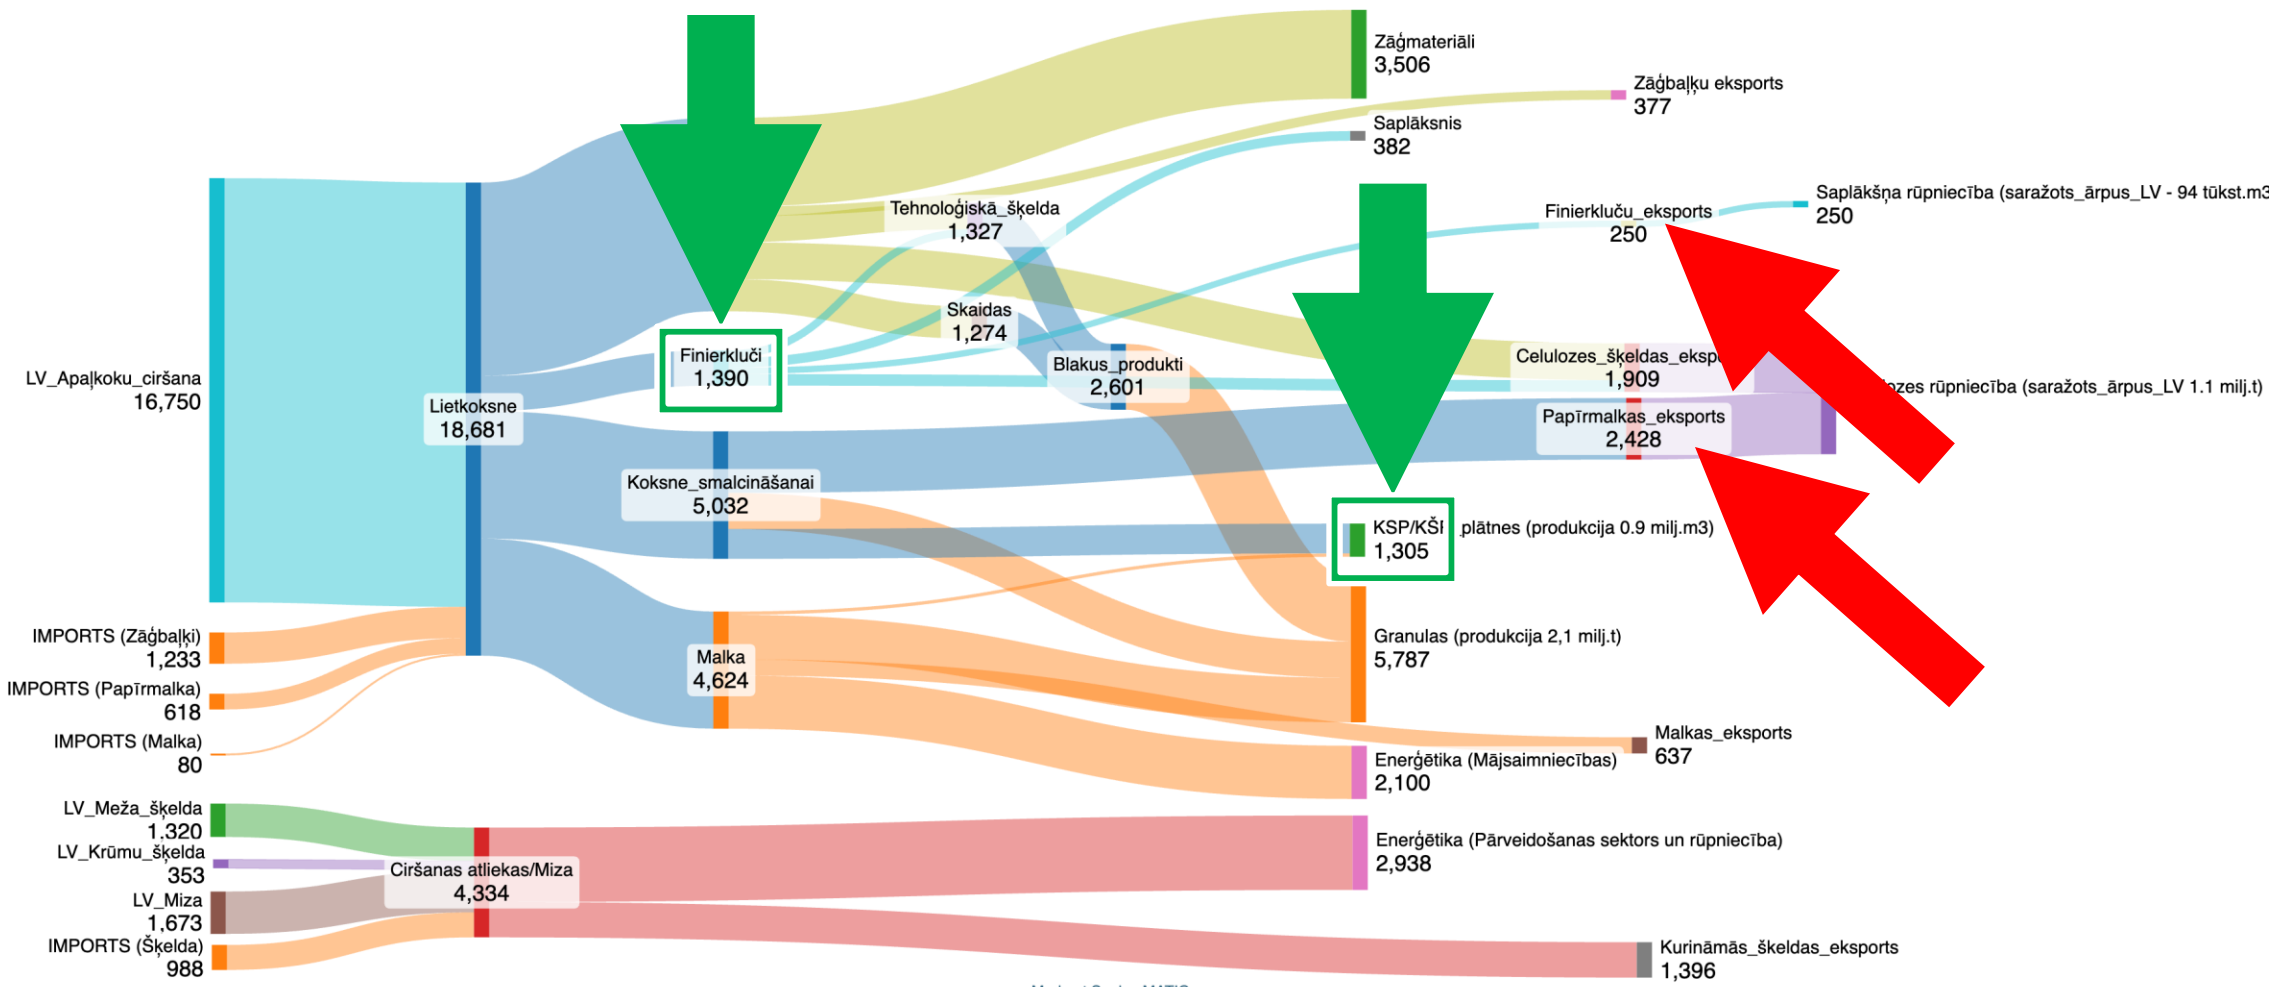 Zāģmateriāli
3,506
Zāģbaļķu eksports
377
Saplāksnis
382
Tehnoloģiskā_šķelda
1,327
Saplākšņa rūpniecība (saražots_ārpus_LV - 94 tūkst.m3
250
Finierkluču_eksports
250
Skaidas
1,274
Finierkluči
1,390
Blakus_produkti
2,601
Celulozes_šķeldas_ekspo
1,909
LV_Apaļkoku_ciršana
16,750
Lietkoksne
18,681
ozes rūpniecība (saražots_ārpus_LV 1.1 milj.t)
Papīrmalkas_eksports
2,428
Koksne_smalcināšanai
5,032
KSP/KŠP plātnes (produkcija 0.9 milj.m3)
1,305
IMPORTS (Zāģbaļķi)
1,233
Granulas (produkcija 2,1 milj.t)
5,787
Malka
4,624
IMPORTS (Papīrmalka)
618
IMPORTS (Malka)
80
Malkas_eksports
637
Enerģētika (Mājsaimniecības)
2,100
LV_Meža_šķelda
1,320
LV_Krūmu_šķelda
353
Enerģētika (Pārveidošanas sektors un rūpniecība)
2,938
Ciršanas atliekas/Miza
4,334
LV_Miza
1,673
IMPORTS (Šķelda)
988
Kurināmās_škeldas_eksports
1,396